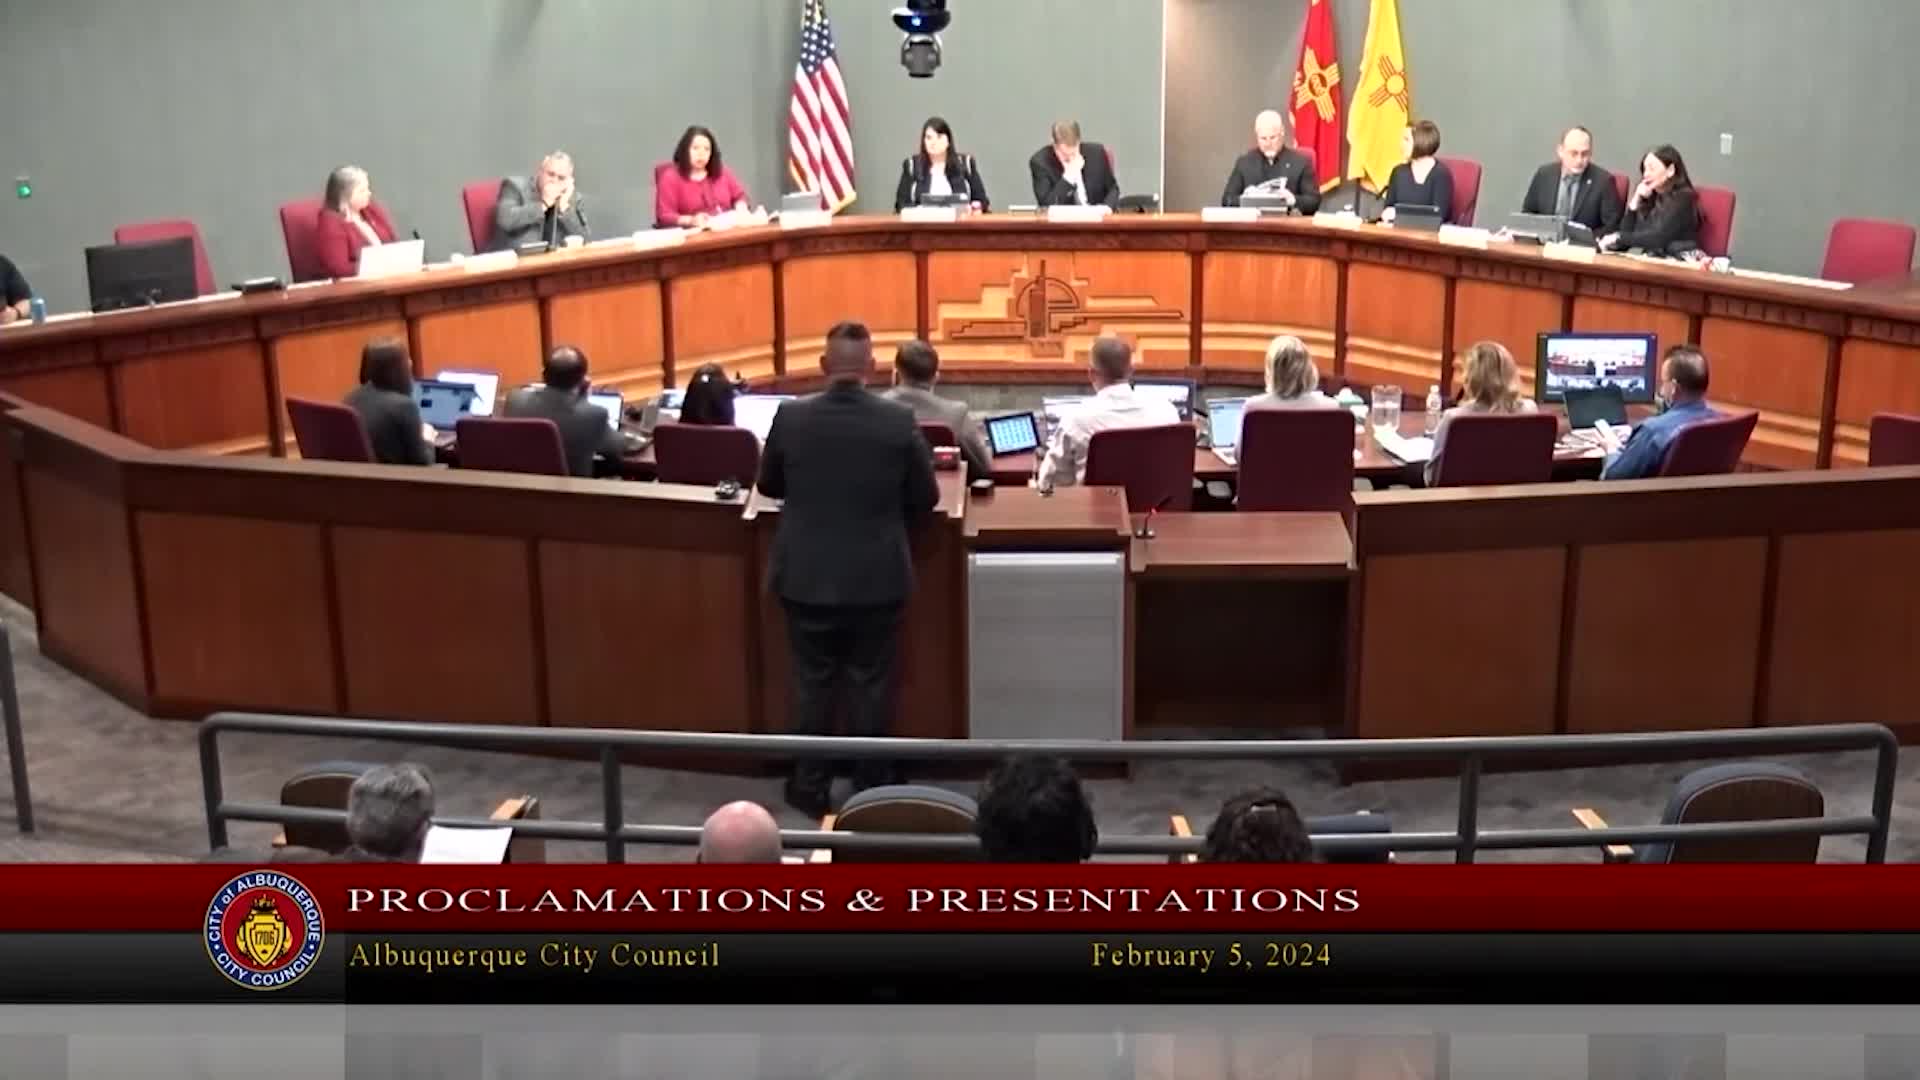 PROCLAMATIONS & PRESENTATIONS
Albuquerque City Council
February 5, 2024
CITY of ALBUQUERQUE
1706
CITY COUNCIL